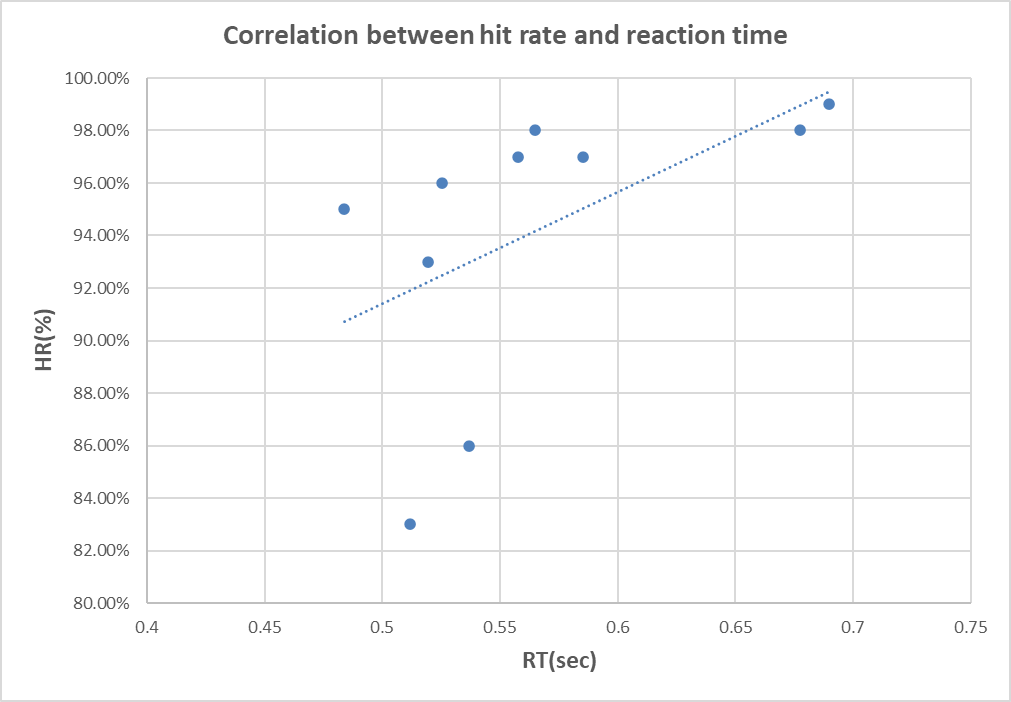 Correlation between hit rate and reaction time
100.00%
98.00%
96.00%
94.00%
92.00%
90.00%
88.00%
86.00%
84.00%
82.00%
80.00%
HR(%)
0.4 0.45 0.5 0.55 0.6 0.65 0.7 0.75
RT(sec)